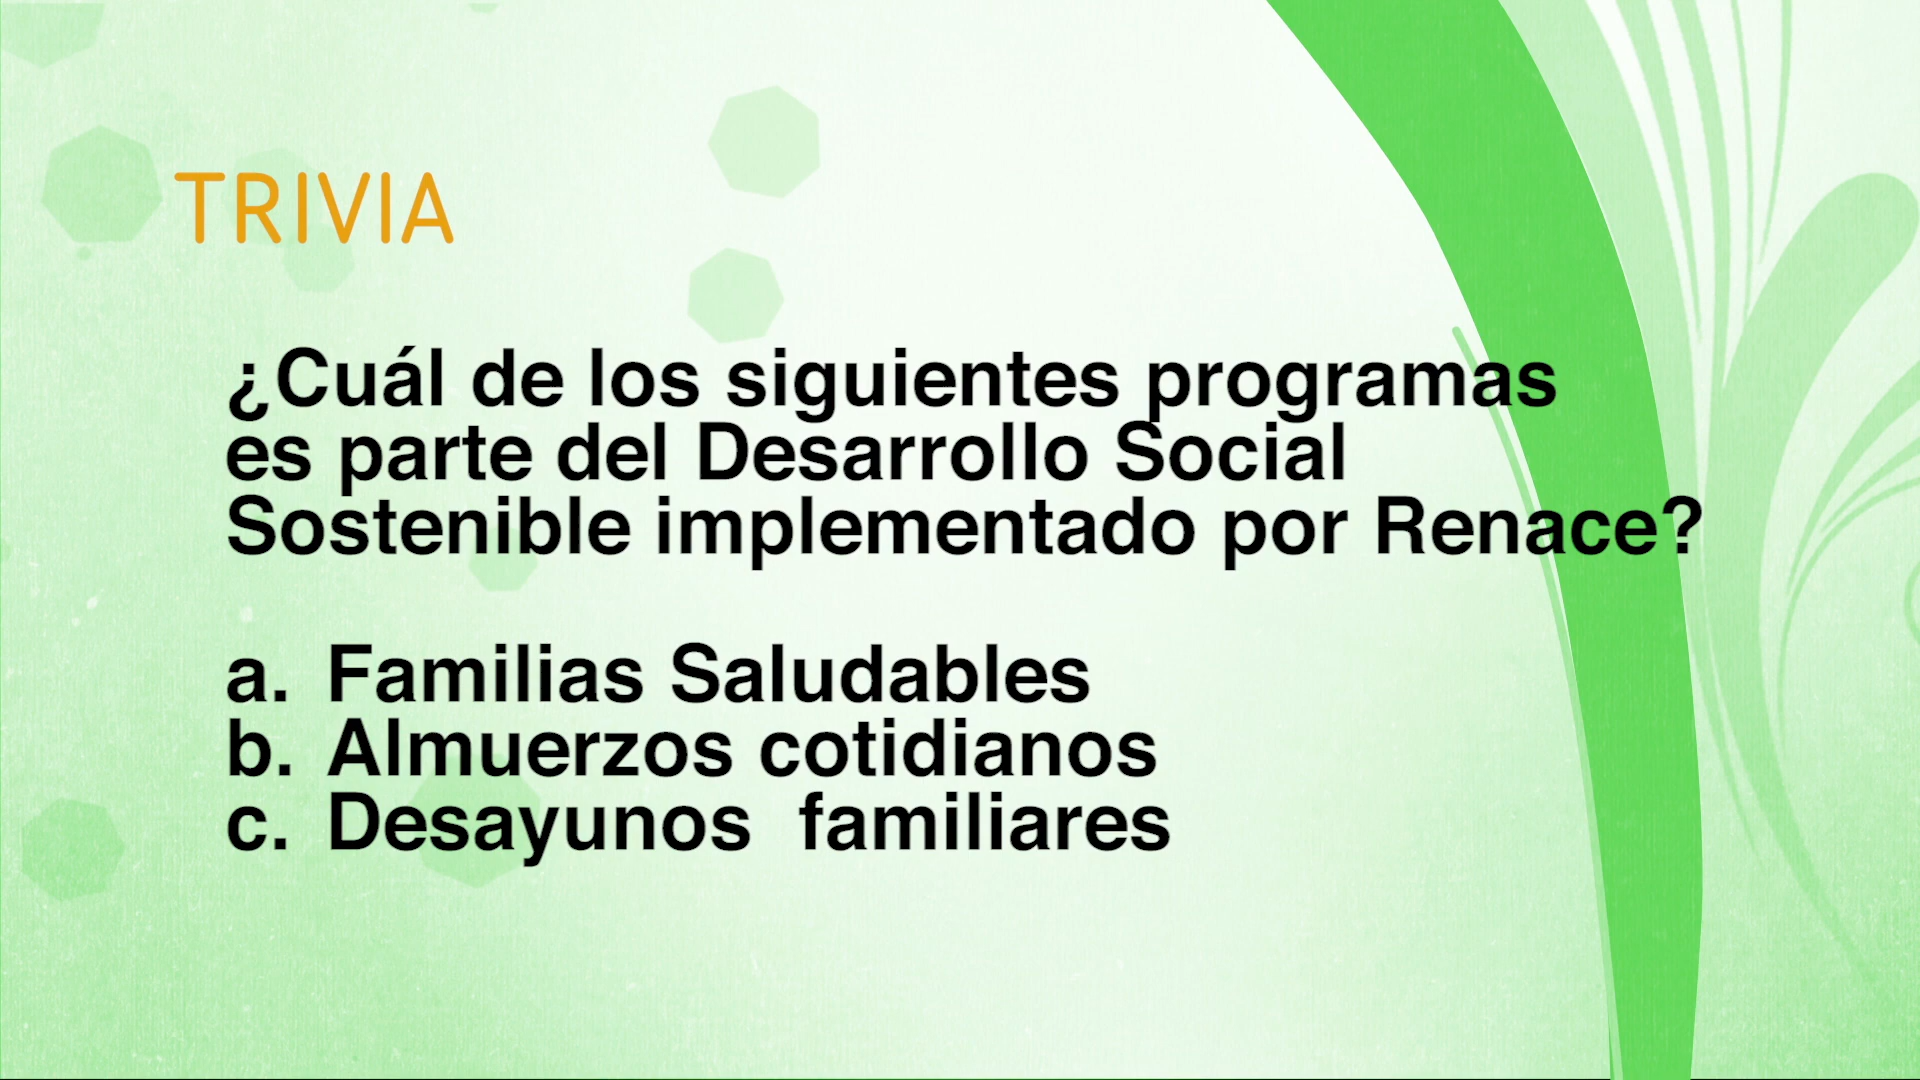 TRIVIA
¿Cuál de los siguientes programas
es parte del Desarrollo Social
Sostenible implementado por Renace?
a. Familias Saludables
b. Almuerzos cotidianos
c. Desayunos familiares